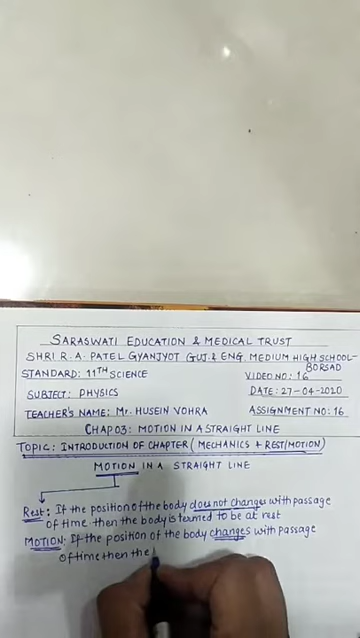 SARASWATI EDUCATION & MEDICAL TRUST
SHRI R.A. PATEL GYANJYOT GUJ. & ENG. MEDIUM HIGH SCHOOL-
BORSAD
STANDARD: 11TH SCIENCE
VIDEO NO: 16
SUBJECT: PHYSICS
DATE: 27-04-2020
TEACHER'S NAME: Mr. HUSEIN VOHRA
ASSIGNMENT NO: 16
CHAP 03: MOTION IN A STRAIGHT LINE
TOPIC: INTRODUCTION OF CHAPTER (MECHANICS + REST/MOTION)
MOTION IN A STRAIGHT LINE
Rest: If the position of the body does not changes with passage
of time then the body is termed to be at rest
MOTION: If the position of the body changes with passage
of time then the